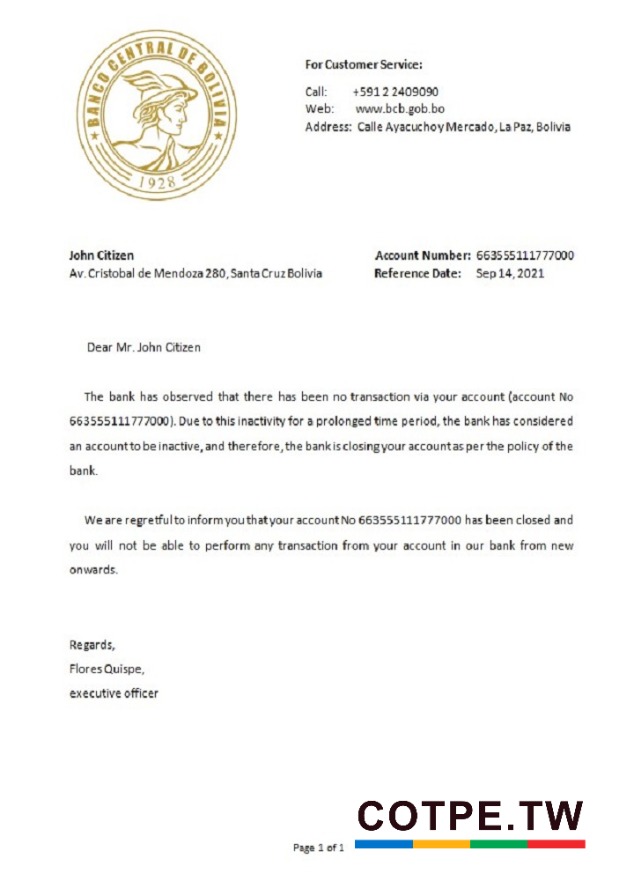 BANCO CENTRAL DE BOLIVIA
1928
For Customer Service:
Call: +591 2 2409090
Web: www.bcb.gob.bo
Address: Calle Ayacuchoy Mercado, La Paz, Bolivia
John Citizen
Av. Cristobal de Mendoza 280, Santa Cruz Bolivia
Account Number: 663555111777000
Reference Date: Sep 14, 2021
Dear Mr. John Citizen
The bank has observed that there has been no transaction via your account (account No
663555111777000). Due to this inactivity for a prolonged time period, the bank has considered
an account to be inactive, and therefore, the bank is closing your account as per the policy of the
bank.
We are regretful to inform you that your account No 663555111777000 has been closed and
you will not be able to perform any transaction from your account in our bank from new
onwards.
Regards,
Flores Quispe,
executive officer
COTPE.TW
Page 1 of 1